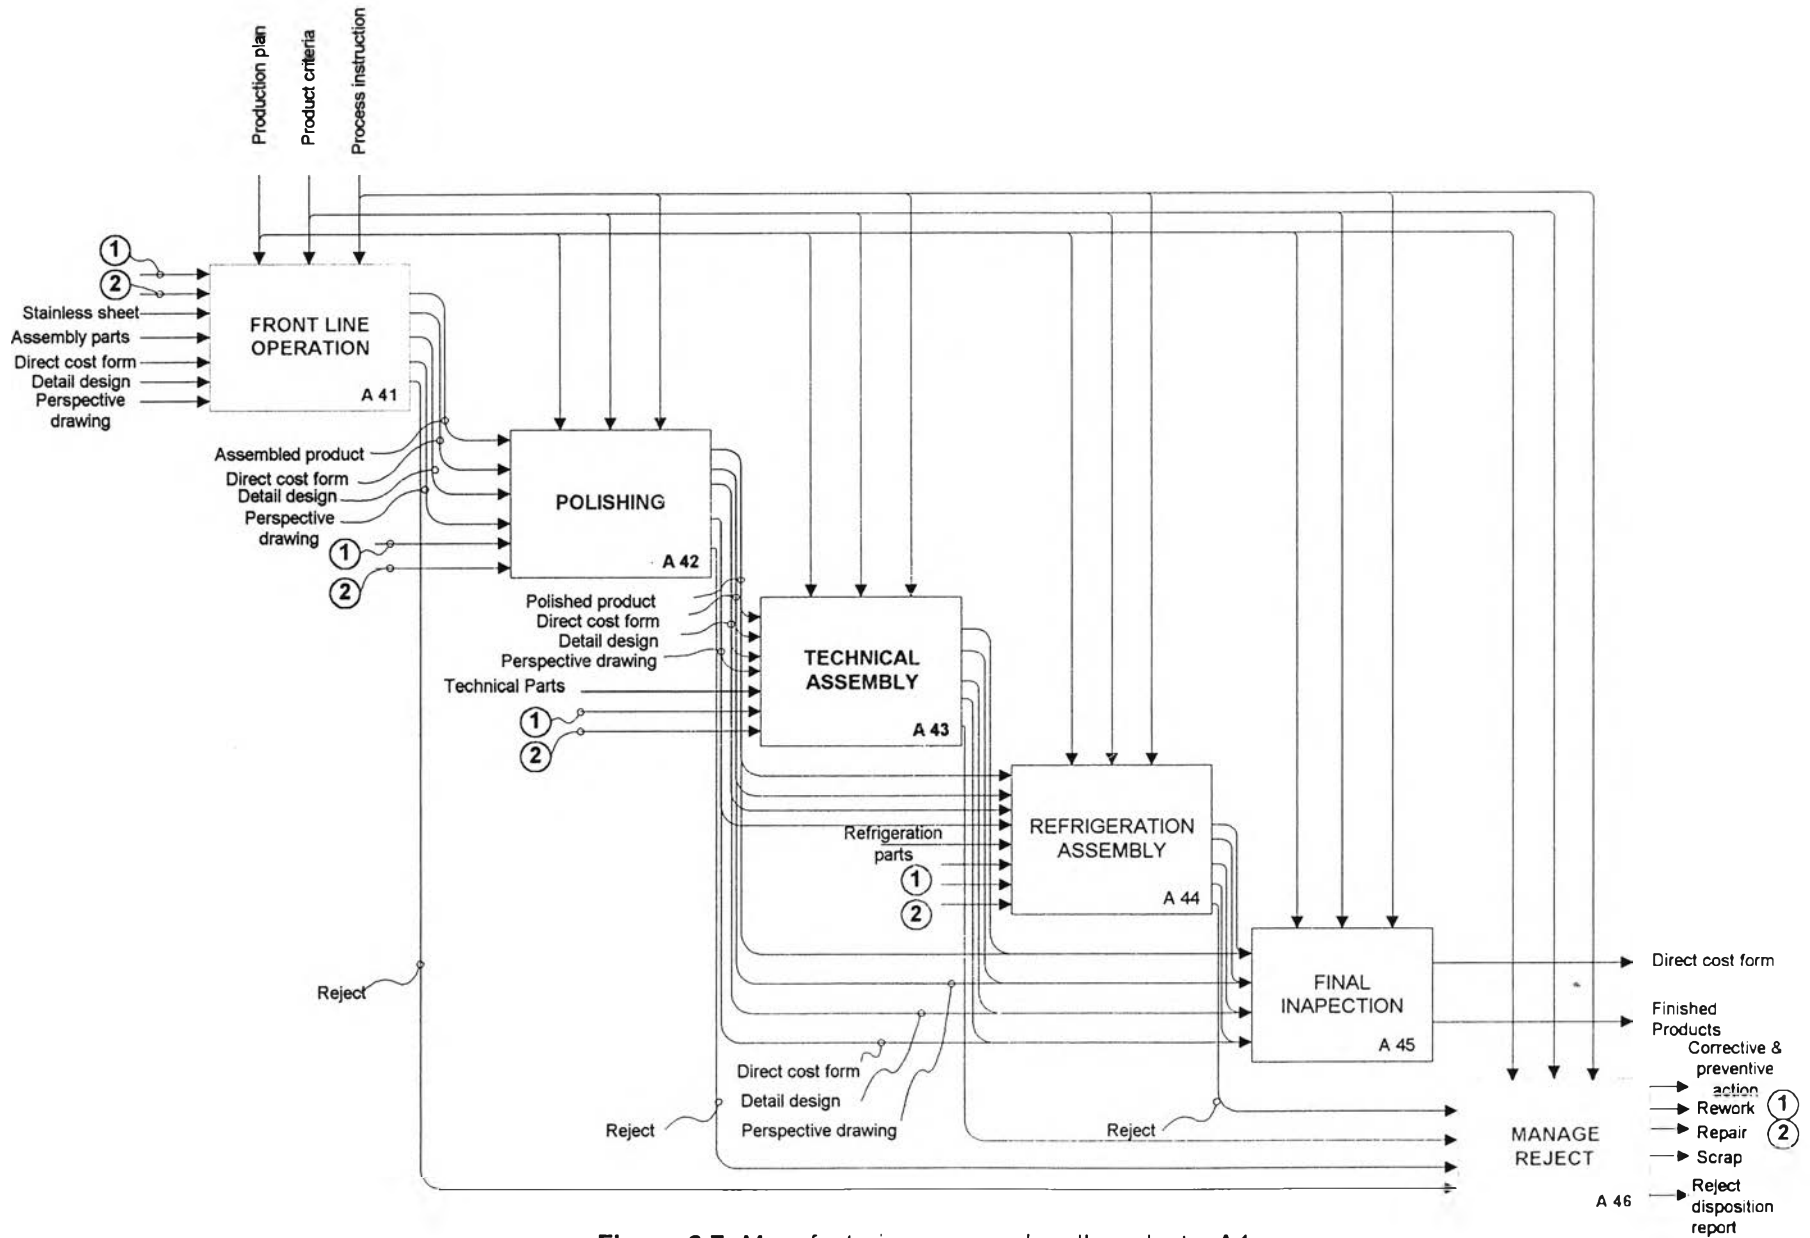 Production plan
Product criteria
Process instruction
1
2
Stainless sheet
Assembly parts
Direct cost form
Detail design
Perspective
drawing
FRONT LINE
OPERATION
A 41
Assembled product
Direct cost form
Detail design
Perspective
drawing
1
2
POLISHING
A 42
Polished product
Direct cost form
Detail design
Perspective drawing
Technical Parts
1
2
TECHNICAL
ASSEMBLY
A 43
Refrigeration
parts
1
2
REFRIGERATION
ASSEMBLY
A 44
FINAL
INAPECTION
A 45
Direct cost form
Finished
Products
Reject
Direct cost form
Detail design
Perspective drawing
Reject
Reject
MANAGE
REJECT
A 46
Corrective &
preventive
action
Rework 1
Repair 2
Scrap
Reject
disposition
report